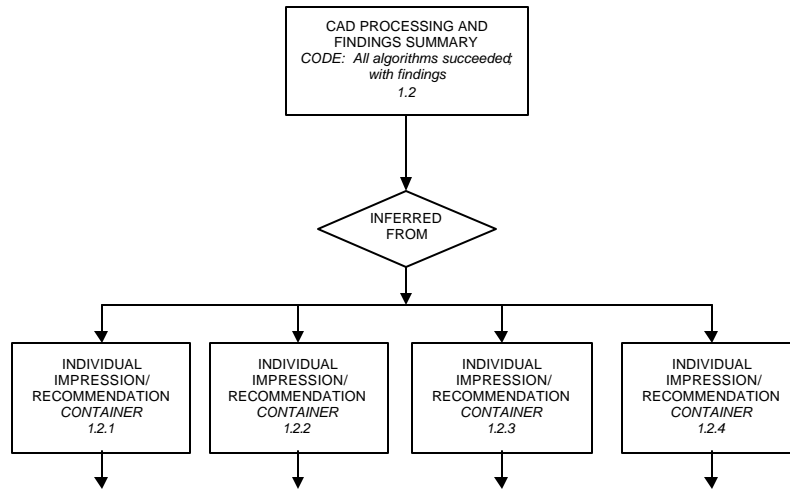 CAD PROCESSING AND
FINDINGS SUMMARY
CODE: All algorithms succeeded;
with findings
1.2
INFERRED
FROM
INDIVIDUAL
IMPRESSION/
RECOMMENDATION
CONTAINER
1.2.1
INDIVIDUAL
IMPRESSION/
RECOMMENDATION
CONTAINER
1.2.2
INDIVIDUAL
IMPRESSION/
RECOMMENDATION
CONTAINER
1.2.3
INDIVIDUAL
IMPRESSION/
RECOMMENDATION
CONTAINER
1.2.4